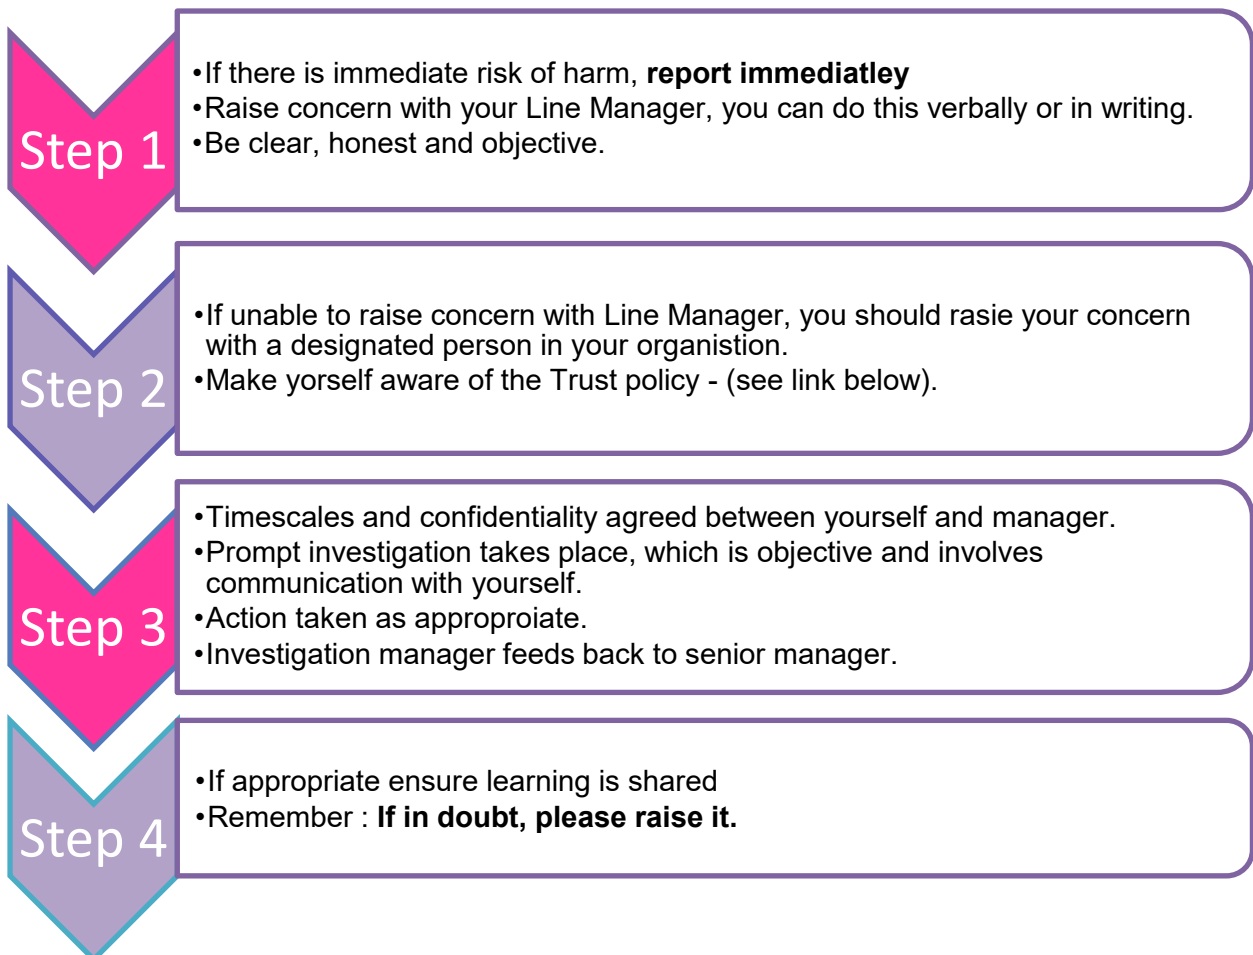 Step 1
•If there is immediate risk of harm, report immediatley
•Raise concern with your Line Manager, you can do this verbally or in writing.
•Be clear, honest and objective.
Step 2
•If unable to raise concern with Line Manager, you should rasie your concern
with a designated person in your organistion.
•Make yorself aware of the Trust policy - (see link below).
Step 3
•Timescales and confidentiality agreed between yourself and manager.
•Prompt investigation takes place, which is objective and involves
communication with yourself.
•Action taken as approproiate.
•Investigation manager feeds back to senior manager.
Step 4
•If appropriate ensure learning is shared
•Remember : If in doubt, please raise it.